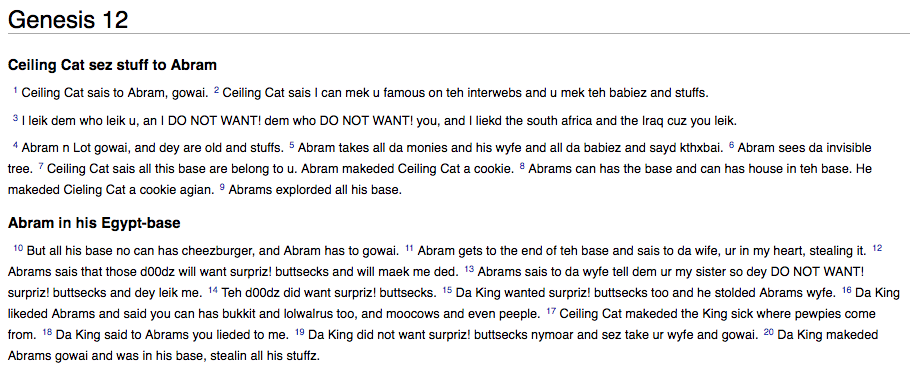 Genesis 12
Ceiling Cat sez stuff to Abram
1 Ceiling Cat sais to Abram, gowai. 2 Ceiling Cat sais I can mek u famous on teh interwebs and u mek teh babiez and stuffs.
3 I leik dem who leik u, an I DO NOT WANT! dem who DO NOT WANT! you, and I liekd the south africa and the Iraq cuz you leik.
4 Abram n Lot gowai, and dey are old and stuffs. 5 Abram takes all da monies and his wyfe and all da babiez and sayd kthxbai. 6 Abram sees da invisible
tree. 7 Ceiling Cat sais all this base are belong to u. Abram makeded Ceiling Cat a cookie. 8 Abrams can has the base and can has house in teh base. He
makeded Cieling Cat a cookie agian. 9 Abrams explorded all his base.
Abram in his Egypt-base
10 But all his base no can has cheezburger, and Abram has to gowai. 11 Abram gets to the end of teh base and sais to da wife, ur in my heart, stealing it. 12
Abrams sais that those d00dz will want surpriz! buttsecks and will maek me ded. 13 Abrams sais to da wyfe tell dem ur my sister so dey DO NOT WANT!
surpriz! buttsecks and dey leik me. 14 Teh d00dz did want surpriz! buttsecks. 15 Da King wanted surpriz! buttsecks too and he stolded Abrams wyfe. 16 Da King
likeded Abrams and said you can has bukkit and lolwalrus too, and moocows and even peeple. 17 Ceiling Cat makeded the King sick where pewpies come
from. 18 Da King said to Abrams you lieded to me. 19 Da King did not want surpriz! buttsecks nymoar and sez take ur wyfe and gowai. 20 Da King makeded
Abrams gowai and was in his base, stealin all his stuffz.